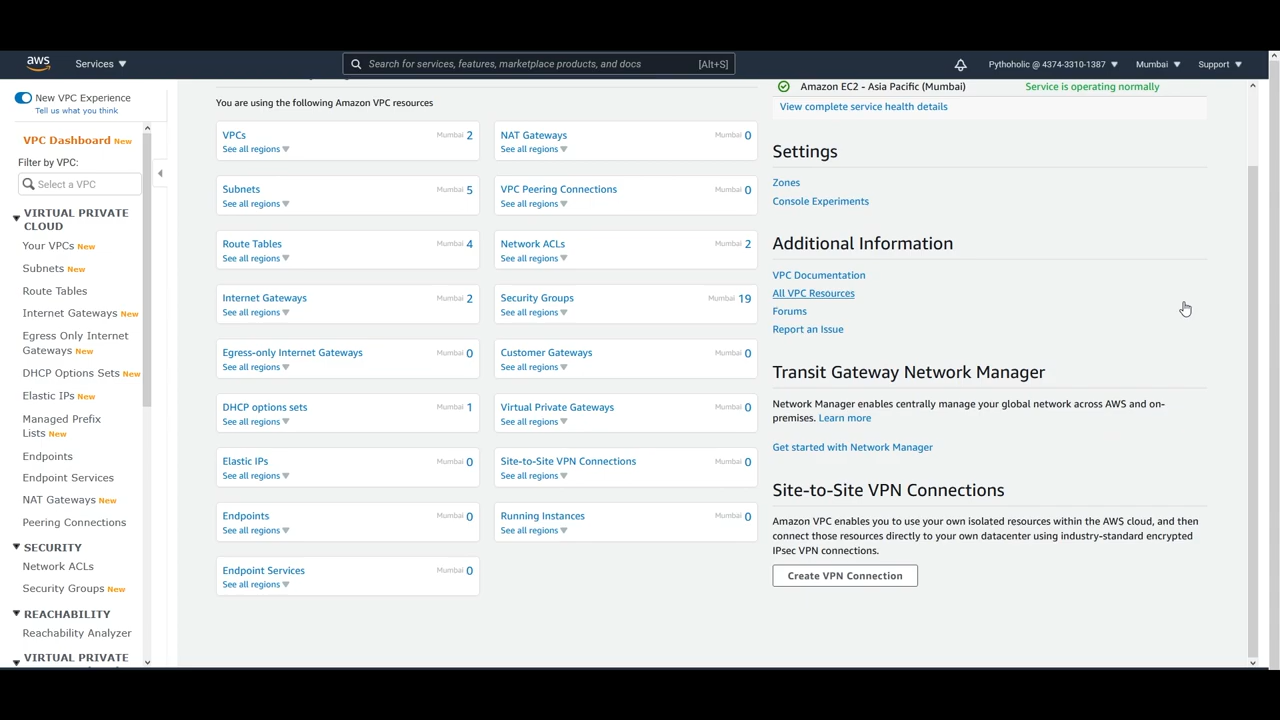 aws
Services
Search for services, features, marketplace products, and docs [Alt+S]
Pythoholic @ 4374-3310-1387
Mumbai
Support
New VPC Experience
Tell us what you think
VPC Dashboard New
Filter by VPC:
Select a VPC
VIRTUAL PRIVATE
CLOUD
Your VPCs New
Subnets New
Route Tables
Internet Gateways New
Egress Only Internet
Gateways New
DHCP Options Sets New
Elastic IPs New
Managed Prefix
Lists New
Endpoints
Endpoint Services
NAT Gateways New
Peering Connections
SECURITY
Network ACLs
Security Groups New
REACHABILITY
Reachability Analyzer
VIRTUAL PRIVATE
You are using the following Amazon VPC resources
VPCs Mumbai 2
See all regions
NAT Gateways Mumbai 0
See all regions
Subnets Mumbai 5
See all regions
VPC Peering Connections Mumbai 0
See all regions
Route Tables Mumbai 4
See all regions
Network ACLs Mumbai 2
See all regions
Internet Gateways Mumbai 2
See all regions
Security Groups Mumbai 19
See all regions
Egress-only Internet Gateways Mumbai 0
See all regions
Customer Gateways Mumbai 0
See all regions
DHCP options sets Mumbai 1
See all regions
Virtual Private Gateways Mumbai 0
See all regions
Elastic IPs Mumbai 0
See all regions
Site-to-Site VPN Connections Mumbai 0
See all regions
Endpoints Mumbai 0
See all regions
Running Instances Mumbai 0
See all regions
Endpoint Services Mumbai 0
See all regions
Amazon EC2 - Asia Pacific (Mumbai) Service is operating normally
View complete service health details
Settings
Zones
Console Experiments
Additional Information
VPC Documentation
All VPC Resources
Forums
Report an Issue
Transit Gateway Network Manager
Network Manager enables centrally manage your global network across AWS and on-
premises. Learn more
Get started with Network Manager
Site-to-Site VPN Connections
Amazon VPC enables you to use your own isolated resources within the AWS cloud, and then
connect those resources directly to your own datacenter using industry-standard encrypted
IPsec VPN connections.
Create VPN Connection